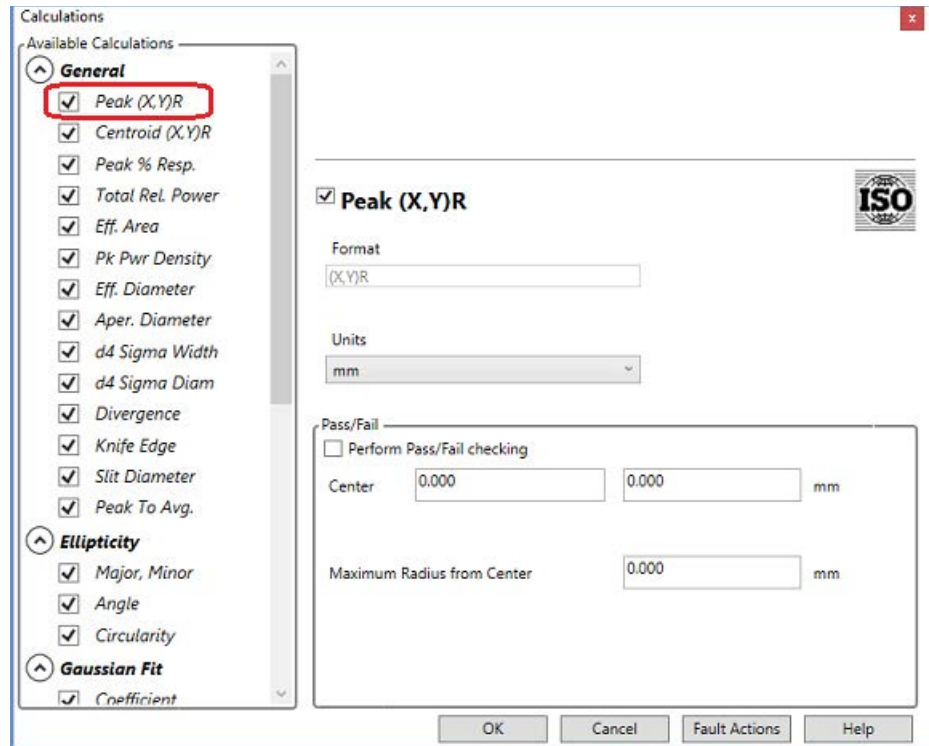 Calculations
x
Available Calculations
General
Peak (X,Y)R
Centroid (X,Y)R
Peak % Resp.
Total Rel. Power
Eff. Area
Pk Pwr Density
Eff. Diameter
Aper. Diameter
d4 Sigma Width
d4 Sigma Diam
Divergence
Knife Edge
Slit Diameter
Peak To Avg.
Ellipticity
Major, Minor
Angle
Circularity
Gaussian Fit
Coefficient
Peak (X,Y)R
ISO
Format
(X,Y)R
Units
mm
Pass/Fail
Perform Pass/Fail checking
Center 0.000 0.000 mm
Maximum Radius from Center 0.000 mm
OK Cancel Fault Actions Help